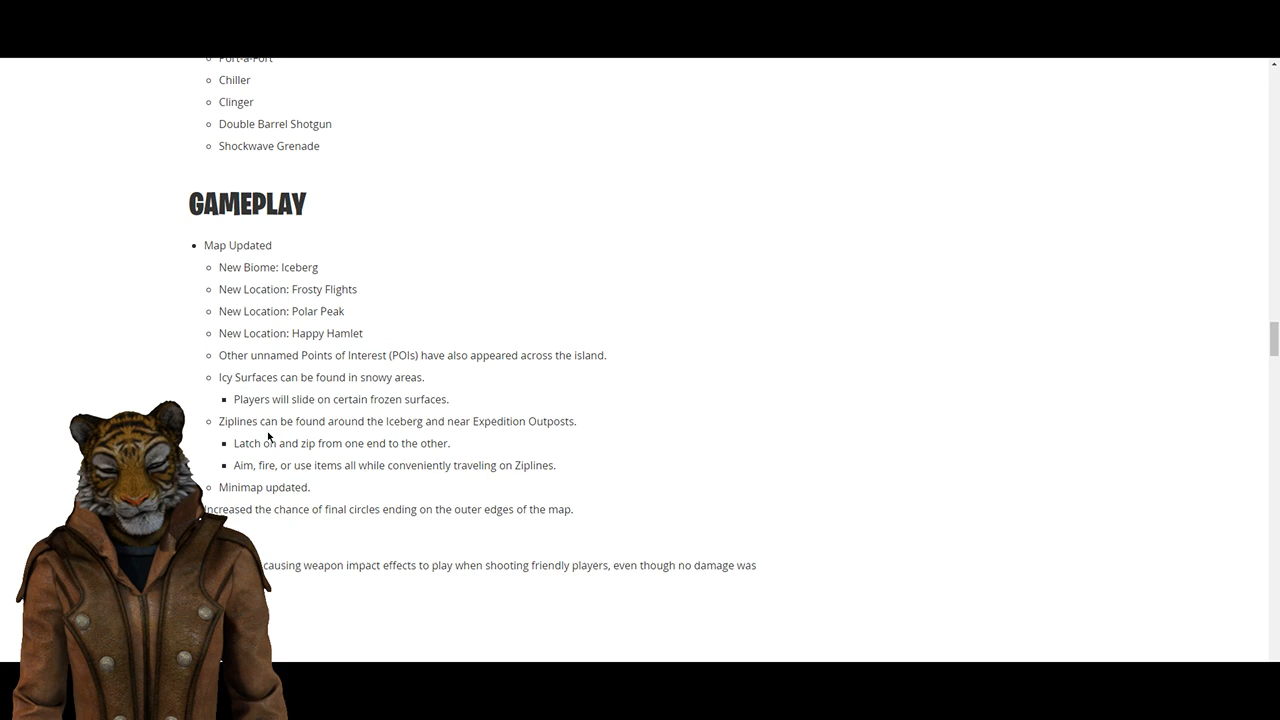 Port-a-Fort
Chiller
Clinger
Double Barrel Shotgun
Shockwave Grenade
GAMEPLAY
Map Updated
New Biome: Iceberg
New Location: Frosty Flights
New Location: Polar Peak
New Location: Happy Hamlet
Other unnamed Points of Interest (POIs) have also appeared across the island.
Icy Surfaces can be found in snowy areas.
Players will slide on certain frozen surfaces.
Ziplines can be found around the Iceberg and near Expedition Outposts.
Latch on and zip from one end to the other.
Aim, fire, or use items all while conveniently traveling on Ziplines.
Minimap updated.
Increased the chance of final circles ending on the outer edges of the map.
causing weapon impact effects to play when shooting friendly players, even though no damage was